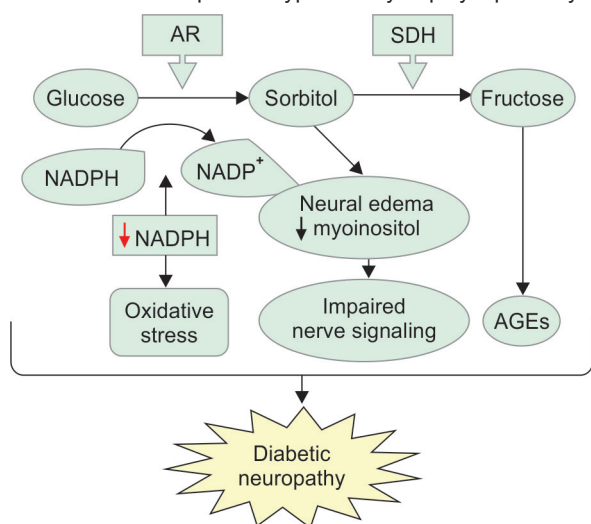 AR
SDH
Glucose
Sorbitol
Fructose
NADPH
NADP+
↓ NADPH
Neural edema
↓ myoinositol
Oxidative
stress
Impaired
nerve signaling
AGEs
Diabetic
neuropathy